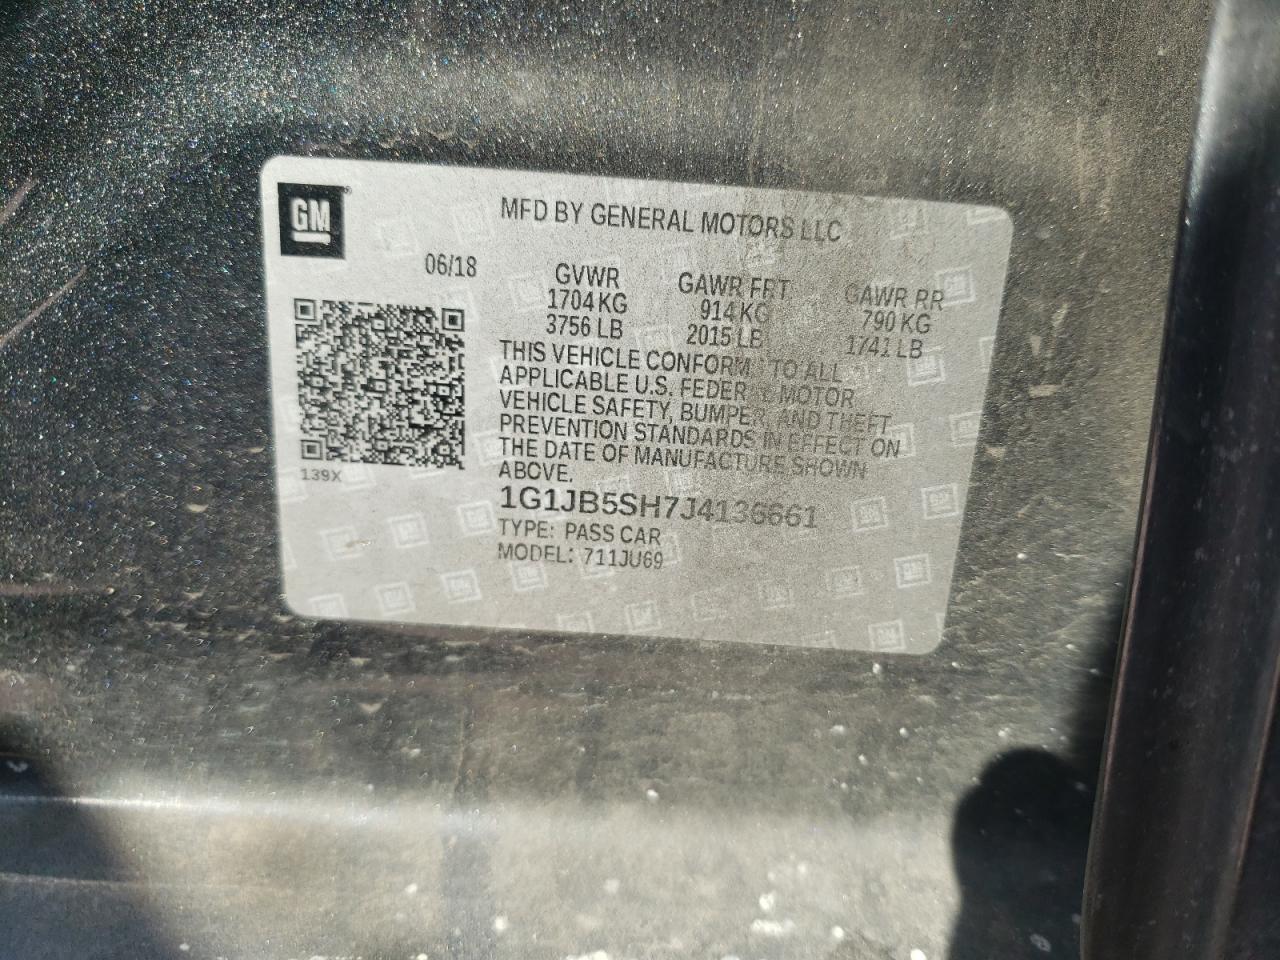 GM
MFD BY GENERAL MOTORS LLC
06/18
GVWR GAWR FRT GAWR RR
1704 KG 914 KG 790 KG
3756 LB 2015 LB 1741 LB
THIS VEHICLE CONFORM TO ALL
APPLICABLE U.S. FEDERAL MOTOR
VEHICLE SAFETY, BUMPER, AND THEFT
PREVENTION STANDARDS IN EFFECT ON
THE DATE OF MANUFACTURE SHOWN
ABOVE.
139X
1G1JB5SH7J4136661
TYPE: PASS CAR
MODEL: 711JU69